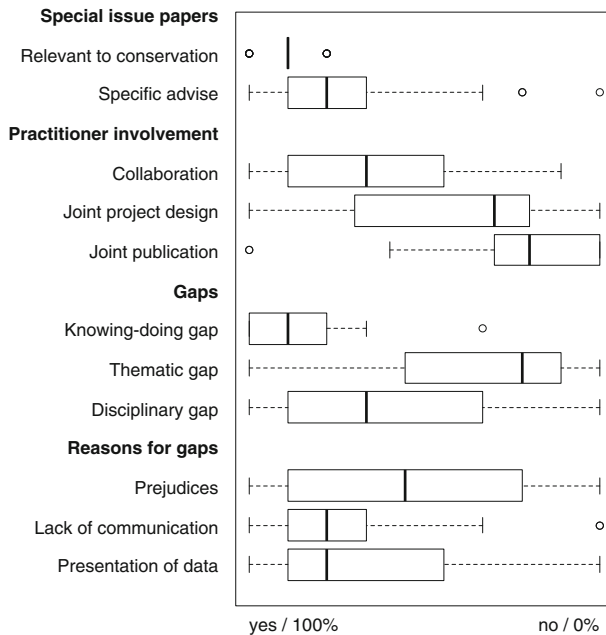 Special issue papers
Relevant to conservation
Specific advise
Practitioner involvement
Collaboration
Joint project design
Joint publication
Gaps
Knowing-doing gap
Thematic gap
Disciplinary gap
Reasons for gaps
Prejudices
Lack of communication
Presentation of data
yes / 100% no / 0%